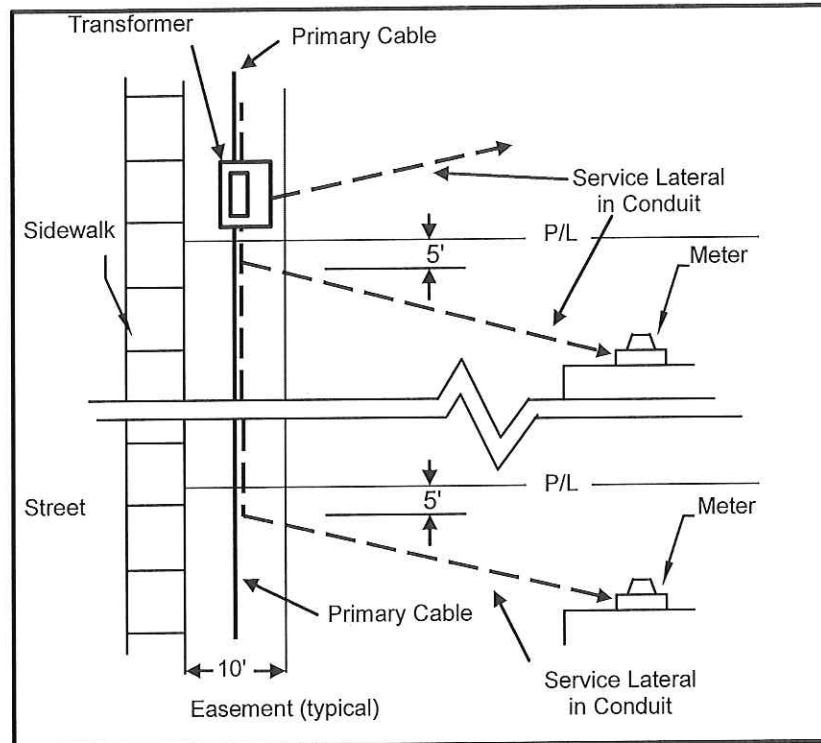 Transformer
Primary Cable
Service Lateral
in Conduit
Sidewalk
P/L
5'
Meter
P/L
5'
Street
Meter
Primary Cable
10'
Service Lateral
in Conduit
Easement (typical)